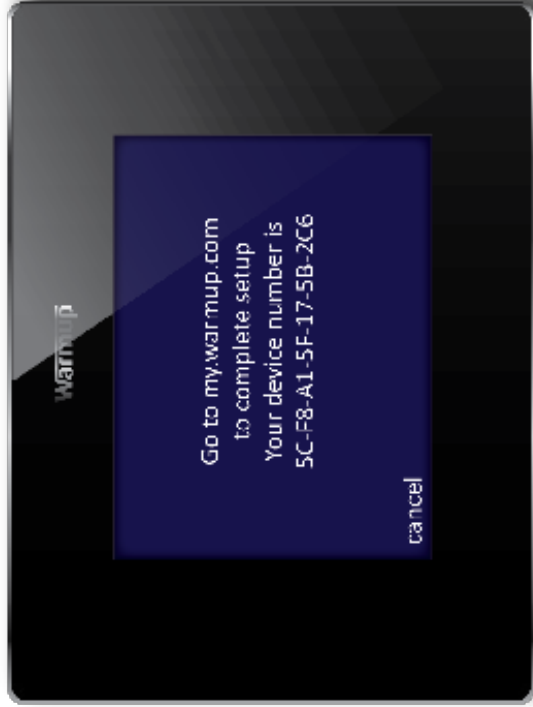 warmup
Go to my.warmup.com
to complete setup
Your device number is
5C-F8-A1-5F-17-5B-2C6
cancel